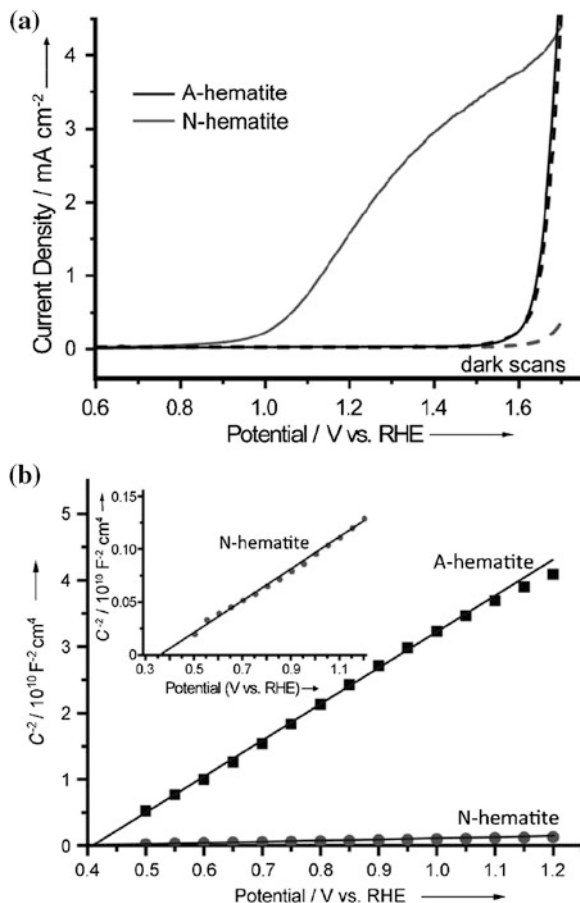 (a)
Current Density / mA cm⁻² →
4
3
2
1
0
A-hematite
N-hematite
dark scans
0.6 0.8 1.0 1.2 1.4 1.6
Potential / V vs. RHE →
(b)
C⁻² / 10¹⁰ F⁻² cm⁴ →
5
4
3
2
1
0
C⁻² / 10¹⁰ F⁻² cm⁴ →
0.15
0.10
0.05
0
N-hematite
0.3 0.5 0.7 0.9 1.1
Potential (V vs. RHE) →
A-hematite
N-hematite
0.4 0.5 0.6 0.7 0.8 0.9 1.0 1.1 1.2
Potential / V vs. RHE →